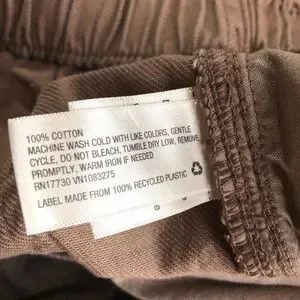 100% COTTON
MACHINE WASH COLD WITH LIKE COLORS, GENTLE
CYCLE, DO NOT BLEACH, TUMBLE DRY LOW, REMOVE
PROMPTLY, WARM IRON IF NEEDED
RN17730 VN1083275
LABEL MADE FROM 100% RECYCLED PLASTIC